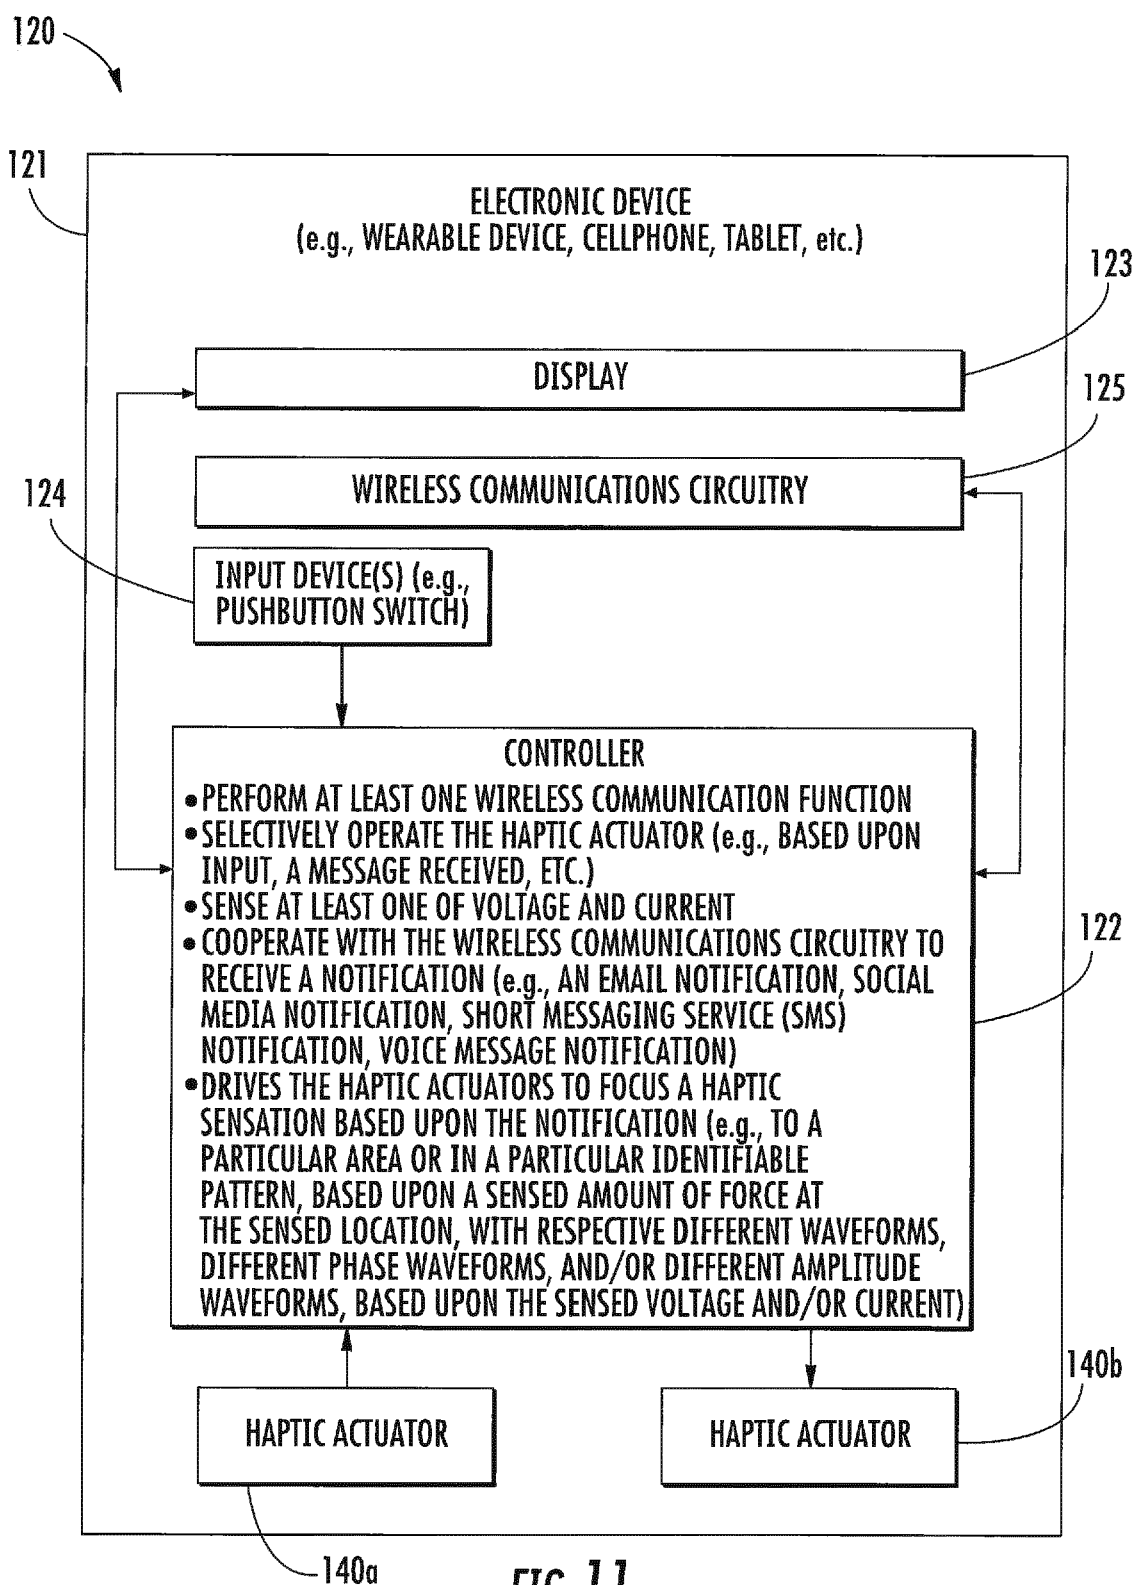 120
121
ELECTRONIC DEVICE
(e.g., WEARABLE DEVICE, CELLPHONE, TABLET, etc.)
123
DISPLAY
125
WIRELESS COMMUNICATIONS CIRCUITRY
124
INPUT DEVICE(S) (e.g.,
PUSHBUTTON SWITCH)
CONTROLLER
• PERFORM AT LEAST ONE WIRELESS COMMUNICATION FUNCTION
• SELECTIVELY OPERATE THE HAPTIC ACTUATOR (e.g., BASED UPON
INPUT, A MESSAGE RECEIVED, ETC.)
• SENSE AT LEAST ONE OF VOLTAGE AND CURRENT
• COOPERATE WITH THE WIRELESS COMMUNICATIONS CIRCUITRY TO
RECEIVE A NOTIFICATION (e.g., AN EMAIL NOTIFICATION, SOCIAL
MEDIA NOTIFICATION, SHORT MESSAGING SERVICE (SMS)
NOTIFICATION, VOICE MESSAGE NOTIFICATION)
• DRIVES THE HAPTIC ACTUATORS TO FOCUS A HAPTIC
SENSATION BASED UPON THE NOTIFICATION (e.g., TO A
PARTICULAR AREA OR IN A PARTICULAR IDENTIFIABLE
PATTERN, BASED UPON A SENSED AMOUNT OF FORCE AT
THE SENSED LOCATION, WITH RESPECTIVE DIFFERENT WAVEFORMS,
DIFFERENT PHASE WAVEFORMS, AND/OR DIFFERENT AMPLITUDE
WAVEFORMS, BASED UPON THE SENSED VOLTAGE AND/OR CURRENT)
122
HAPTIC ACTUATOR
HAPTIC ACTUATOR
140b
140a
FIG. 11